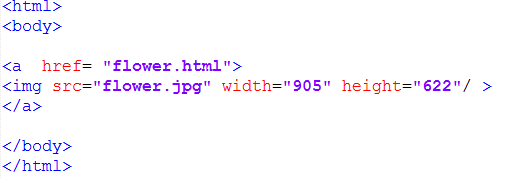 <html>
<body>
<a  href= "flower.html">
<img src="flower.jpg" width="905" height="622"/ >
</a>
</body>
</html>